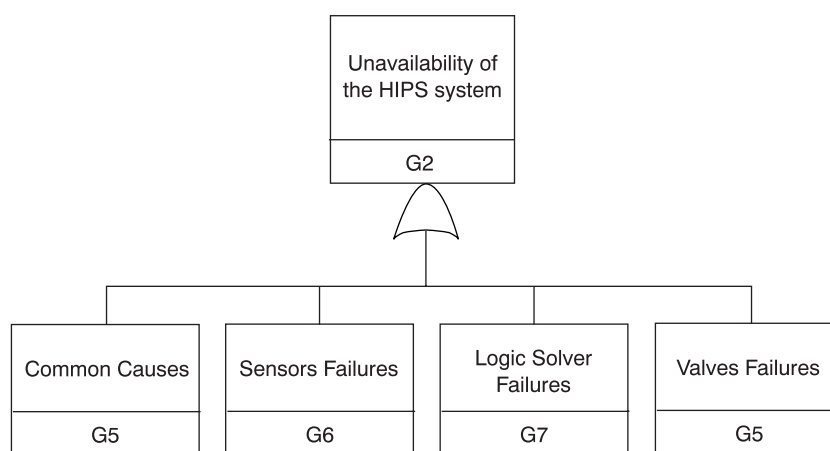 Unavailability of
the HIPS system
G2
Common Causes
G5
Sensors Failures
G6
Logic Solver
Failures
G7
Valves Failures
G5